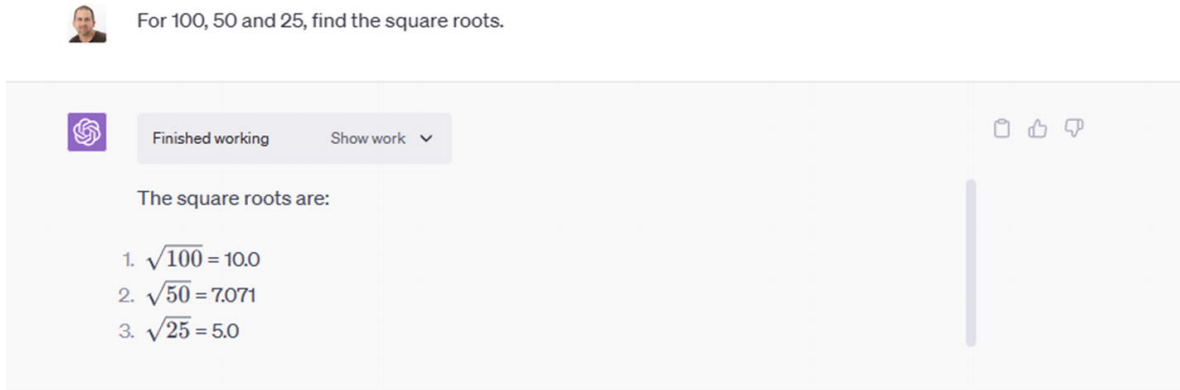 For 100, 50 and 25, find the square roots.
Finished working Show work
The square roots are:
1. √100 = 10.0
2. √50 = 7.071
3. √25 = 5.0